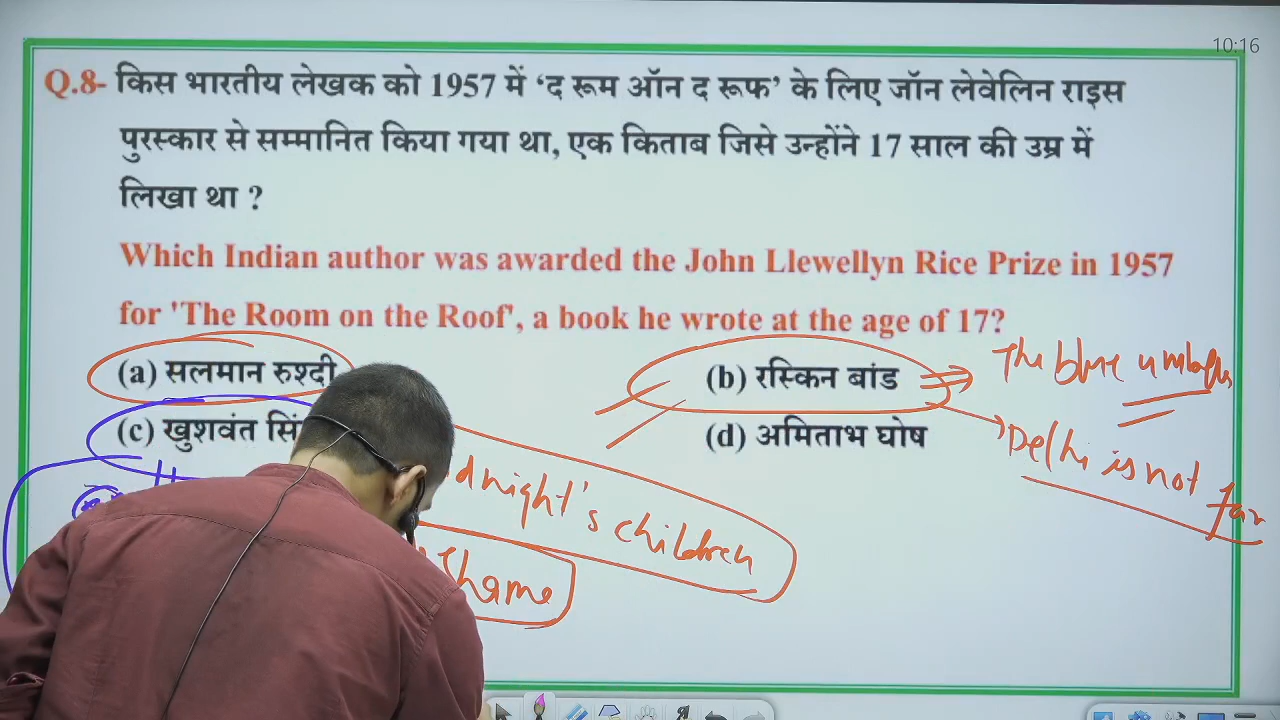 10:16
Q.8- किस भारतीय लेखक को 1957 में ‘द रूम ऑन द रूफ’ के लिए जॉन लेवेलिन राइस
पुरस्कार से सम्मानित किया गया था, एक किताब जिसे उन्होंने 17 साल की उम्र में
लिखा था ?
Which Indian author was awarded the John Llewellyn Rice Prize in 1957
for 'The Room on the Roof', a book he wrote at the age of 17?
(a) सलमान रुश्दी
(b) रस्किन बांड
The blue
(c) खुशवंत
(d) अमिताभ घोष
Delhi is not far
children
Shame